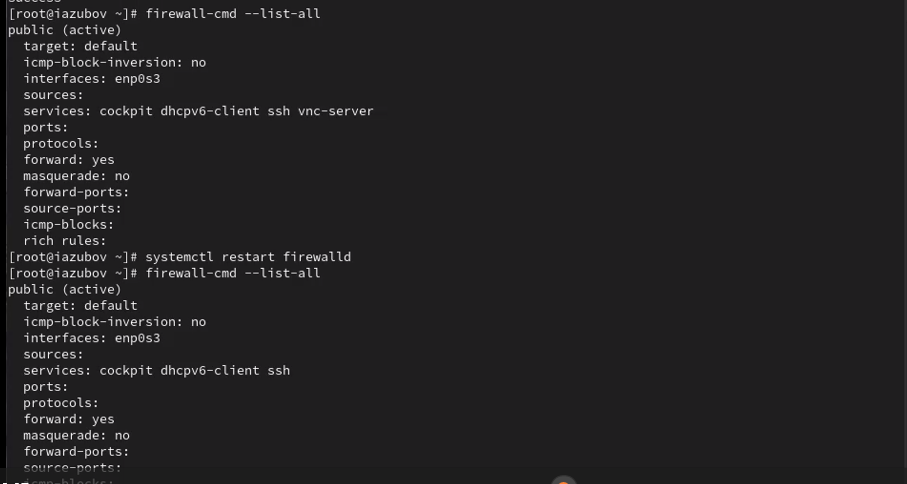 success
[root@iazubov ~]# firewall-cmd --list-all
public (active)
  target: default
  icmp-block-inversion: no
  interfaces: enp0s3
  sources:
  services: cockpit dhcpv6-client ssh vnc-server
  ports:
  protocols:
  forward: yes
  masquerade: no
  forward-ports:
  source-ports:
  icmp-blocks:
  rich rules:
[root@iazubov ~]# systemctl restart firewalld
[root@iazubov ~]# firewall-cmd --list-all
public (active)
  target: default
  icmp-block-inversion: no
  interfaces: enp0s3
  sources:
  services: cockpit dhcpv6-client ssh
  ports:
  protocols:
  forward: yes
  masquerade: no
  forward-ports:
  source-ports:
  icmp-blocks: